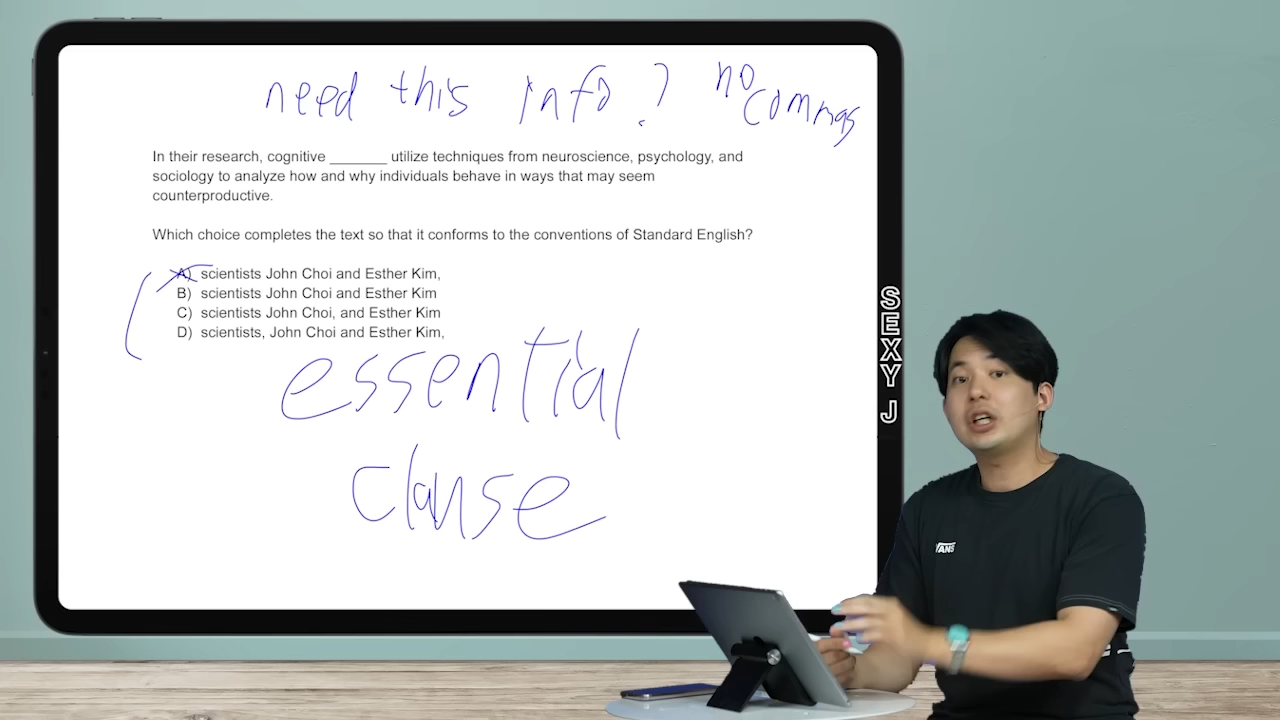 need this info? no commas
In their research, cognitive _______ utilize techniques from neuroscience, psychology, and
sociology to analyze how and why individuals behave in ways that may seem
counterproductive.
Which choice completes the text so that it conforms to the conventions of Standard English?
A) scientists John Choi and Esther Kim,
B) scientists John Choi and Esther Kim
C) scientists John Choi, and Esther Kim
D) scientists, John Choi and Esther Kim,
essential
clause
SEXY J
VANS